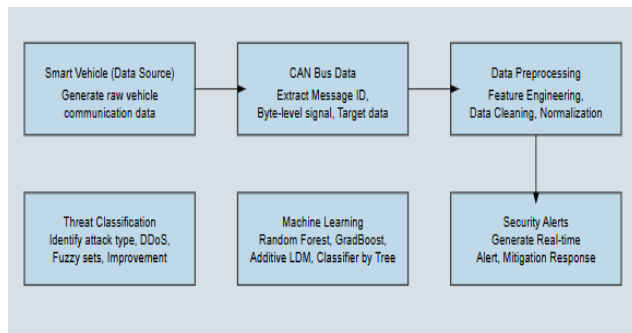 Smart Vehicle (Data Source)
Generate raw vehicle
communication data
CAN Bus Data
Extract Message ID,
Byte-level signal, Target data
Data Preprocessing
Feature Engineering,
Data Cleaning, Normalization
Threat Classification
Identify attack type, DDoS,
Fuzzy sets, Improvement
Machine Learning
Random Forest, GradBoost,
Additive LDM, Classifier by Tree
Security Alerts
Generate Real-time
Alert, Mitigation Response